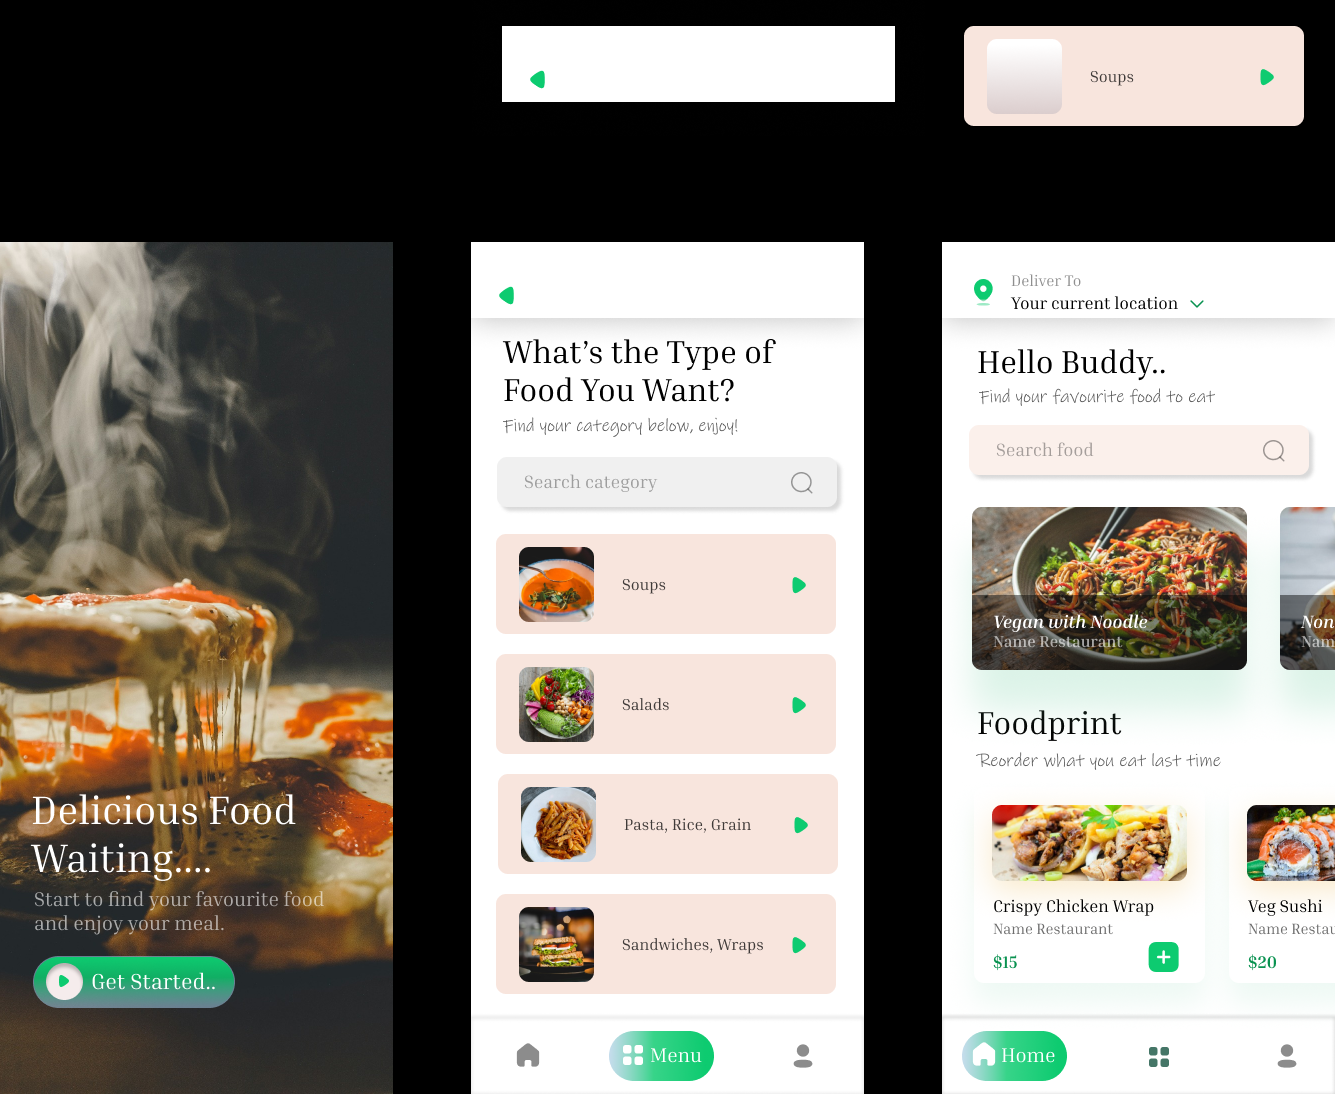 Soups
Delicious Food
Waiting....
Start to find your favourite food
and enjoy your meal.
Get Started..
What's the Type of
Food You Want?
Find your category below, enjoy!
Search category
Soups
Salads
Pasta, Rice, Grain
Sandwiches, Wraps
Menu
Deliver To
Your current location
Hello Buddy..
Find your favourite food to eat
Search food
Vegan with Noodle
Name Restaurant
Non
Nam
Foodprint
Reorder what you eat last time
Crispy Chicken Wrap
Name Restaurant
$15
Veg Sushi
Name Restau
$20
Home